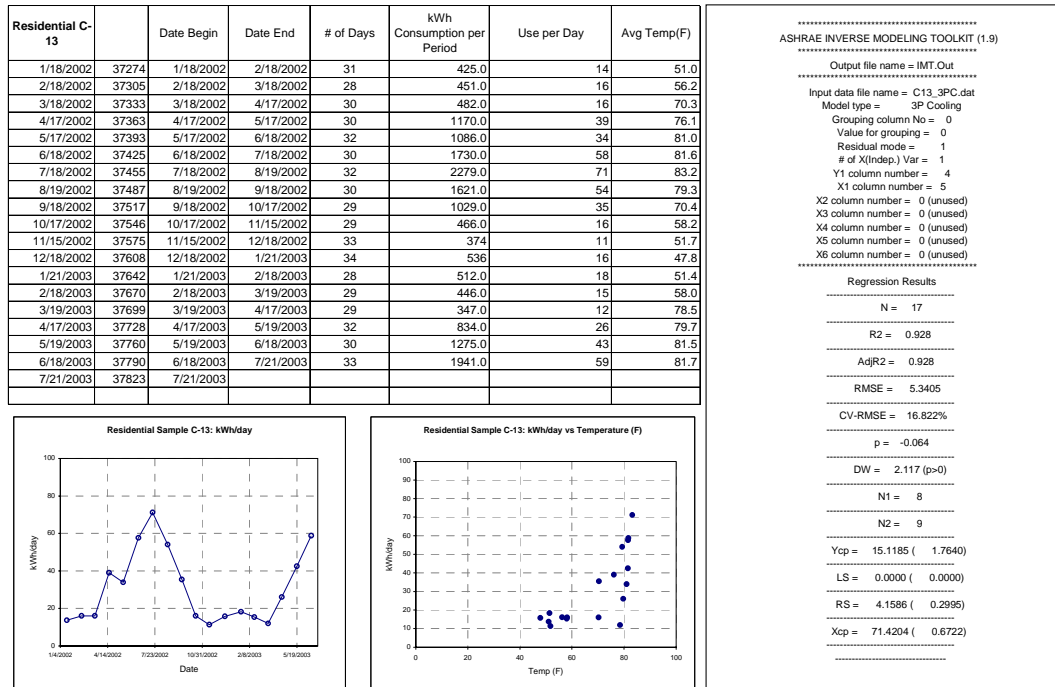 Residential C-13 Date Begin Date End # of Days kWh Consumption per Period Use per Day Avg Temp(F)
1/18/2002 37274 1/18/2002 2/18/2002 31 425.0 14 51.0
2/18/2002 37305 2/18/2002 3/18/2002 28 451.0 16 56.2
3/18/2002 37333 3/18/2002 4/17/2002 30 482.0 16 70.3
4/17/2002 37363 4/17/2002 5/17/2002 30 1170.0 39 76.1
5/17/2002 37393 5/17/2002 6/18/2002 32 1086.0 34 81.0
6/18/2002 37425 6/18/2002 7/18/2002 30 1730.0 58 81.6
7/18/2002 37455 7/18/2002 8/19/2002 32 2279.0 71 83.2
8/19/2002 37487 8/19/2002 9/18/2002 30 1621.0 54 79.3
9/18/2002 37517 9/18/2002 10/17/2002 29 1029.0 35 70.4
10/17/2002 37546 10/17/2002 11/15/2002 29 466.0 16 58.2
11/15/2002 37575 11/15/2002 12/18/2002 33 374 11 51.7
12/18/2002 37608 12/18/2002 1/21/2003 34 536 16 47.8
1/21/2003 37642 1/21/2003 2/18/2003 28 512.0 18 51.4
2/18/2003 37670 2/18/2003 3/19/2003 29 446.0 15 58.0
3/19/2003 37699 3/19/2003 4/17/2003 29 347.0 12 78.5
4/17/2003 37728 4/17/2003 5/19/2003 32 834.0 26 79.7
5/19/2003 37760 5/19/2003 6/18/2003 30 1275.0 43 81.5
6/18/2003 37790 6/18/2003 7/21/2003 33 1941.0 59 81.7
7/21/2003 37823 7/21/2003
Residential Sample C-13: kWh/day
100
80
60
40
20
0
kWh/day
1/4/2002 4/14/2002 7/23/2002 10/31/2002 2/8/2003 5/19/2003
Date
Residential Sample C-13: kWh/day vs Temperature (F)
100
90
80
70
60
50
40
30
20
10
0
kWh/day
0 20 40 60 80 100
Temp (F)
******************************************
ASHRAE INVERSE MODELING TOOLKIT (1.9)
******************************************
Output file name = IMT.Out
******************************************
Input data file name = C13_3PC.dat
Model type = 3P Cooling
Grouping column No = 0
Value for grouping = 0
Residual mode = 1
# of X(Indep.) Var = 1
Y1 column number = 4
X1 column number = 5
X2 column number = 0 (unused)
X3 column number = 0 (unused)
X4 column number = 0 (unused)
X5 column number = 0 (unused)
X6 column number = 0 (unused)
******************************************
Regression Results
--------------------------------------
N = 17
--------------------------------------
R2 = 0.928
--------------------------------------
AdjR2 = 0.928
--------------------------------------
RMSE = 5.3405
--------------------------------------
CV-RMSE = 16.822%
--------------------------------------
p = -0.064
--------------------------------------
DW = 2.117 (p>0)
--------------------------------------
N1 = 8
--------------------------------------
N2 = 9
--------------------------------------
Ycp = 15.1185 ( 1.7640)
--------------------------------------
LS = 0.0000 ( 0.0000)
--------------------------------------
RS = 4.1586 ( 0.2995)
--------------------------------------
Xcp = 71.4204 ( 0.6722)
--------------------------------------
---------------------------------